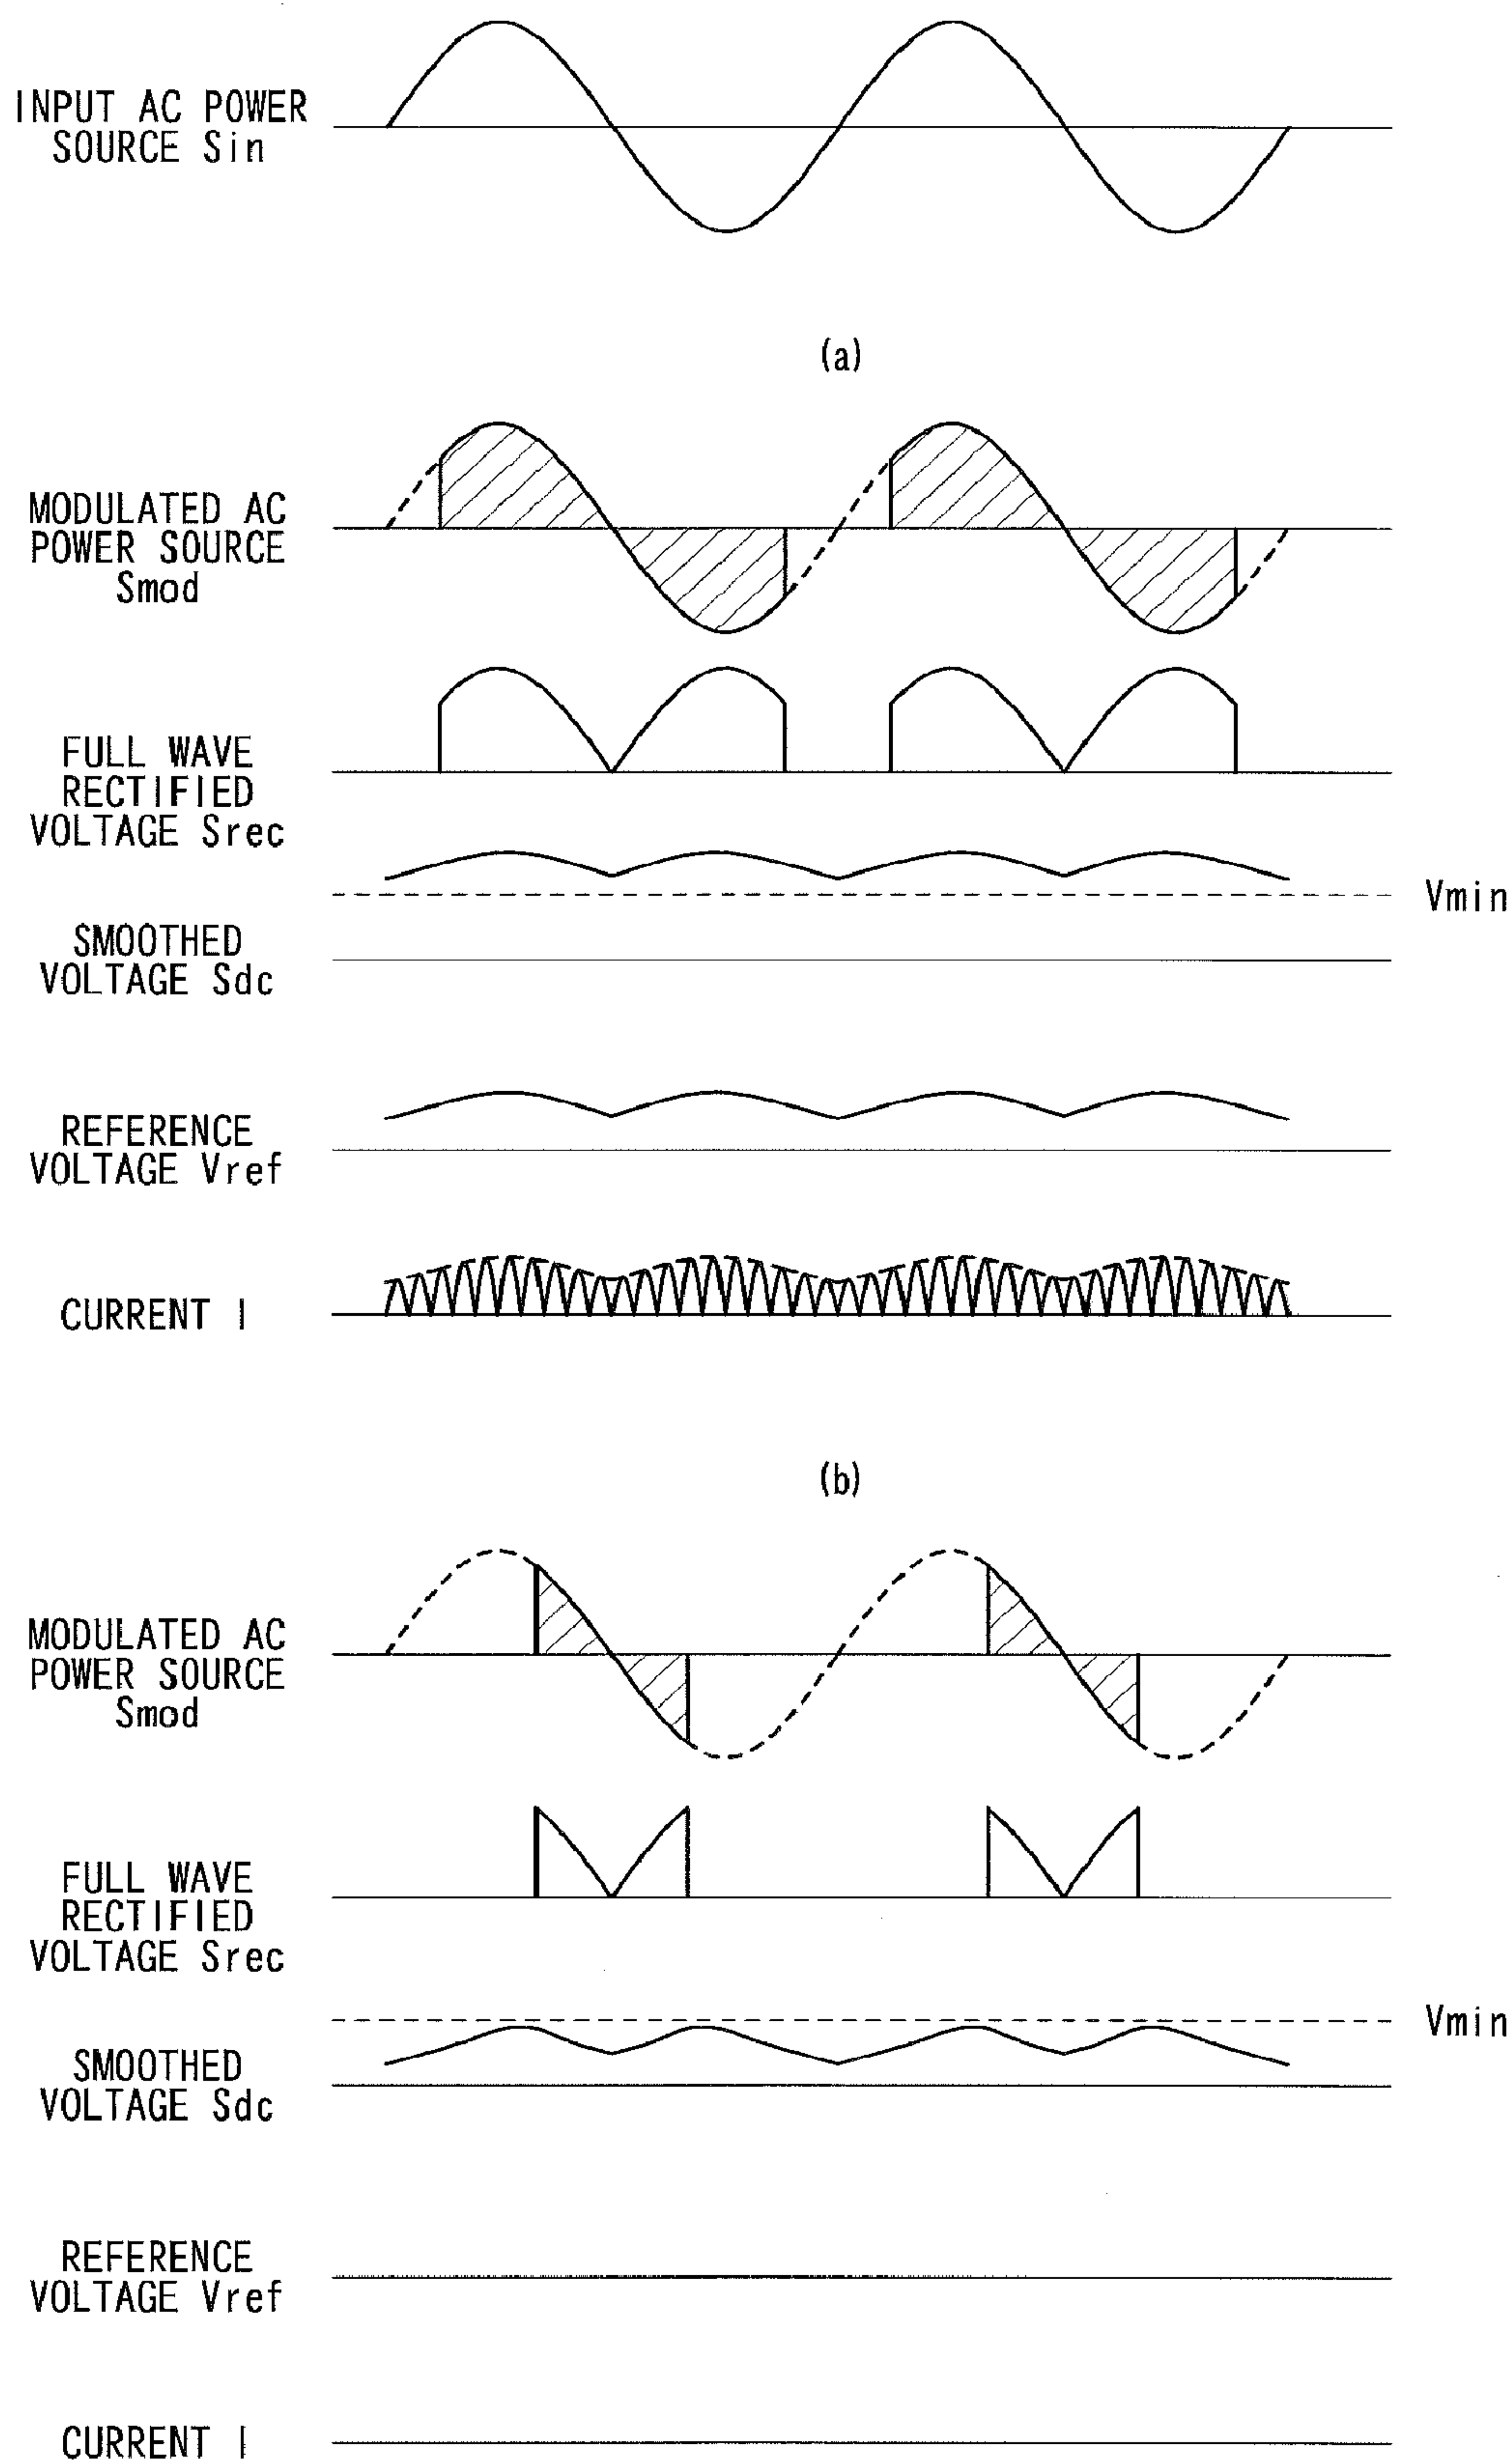 INPUT AC POWER
SOURCE Sin
(a)
MODULATED AC
POWER SOURCE
Smod
FULL WAVE
RECTIFIED
VOLTAGE Srec
Vmin
SMOOTHED
VOLTAGE Sdc
REFERENCE
VOLTAGE Vref
CURRENT I
(b)
MODULATED AC
POWER SOURCE
Smod
FULL WAVE
RECTIFIED
VOLTAGE Srec
Vmin
SMOOTHED
VOLTAGE Sdc
REFERENCE
VOLTAGE Vref
CURRENT I